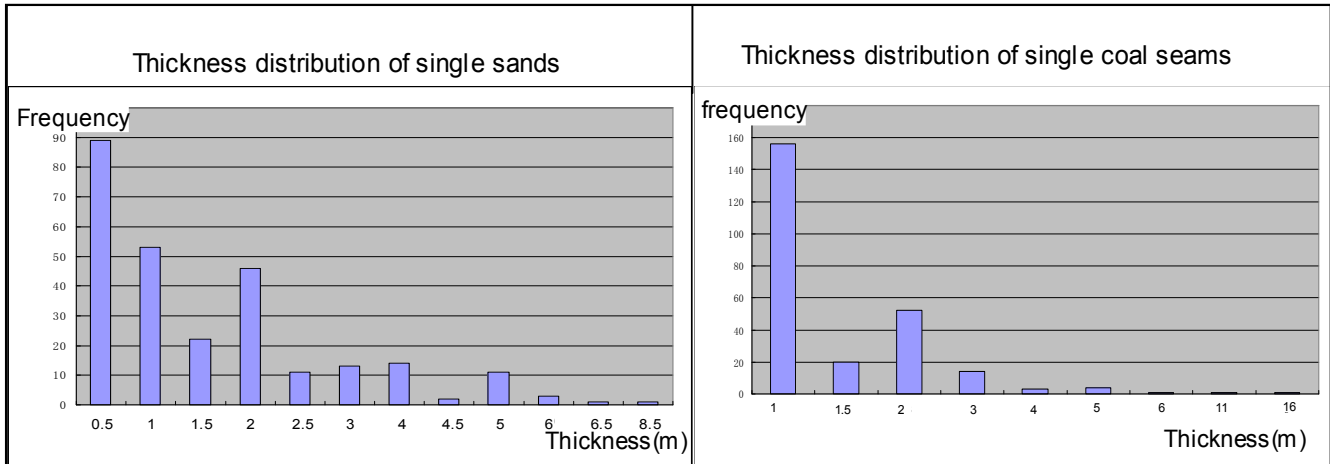 Thickness distribution of single sands
Frequency
90
80
70
60
50
40
30
20
10
0
0.5 1 1.5 2 2.5 3 4 4.5 5 6 6.5 8.5
Thickness(m)
Thickness distribution of single coal seams
frequency
160
140
120
100
80
60
40
20
0
1 1.5 2 3 4 5 6 11 16
Thickness(m)